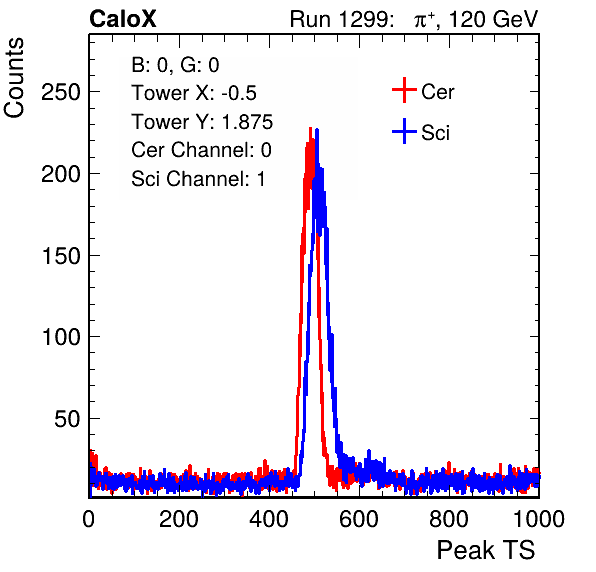 CaloX Run 1299: π⁺, 120 GeV
Counts
B: 0, G: 0
Tower X: -0.5
Tower Y: 1.875
Cer Channel: 0
Sci Channel: 1
Cer
Sci
250
200
150
100
50
0 200 400 600 800 1000
Peak TS